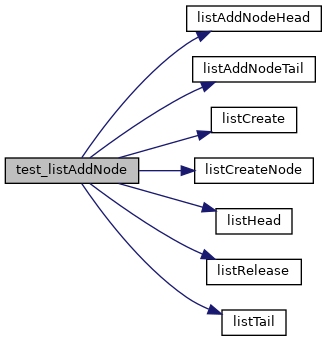 listAddNodeHead
listAddNodeTail
listCreate
test_listAddNode
listCreateNode
listHead
listRelease
listTail